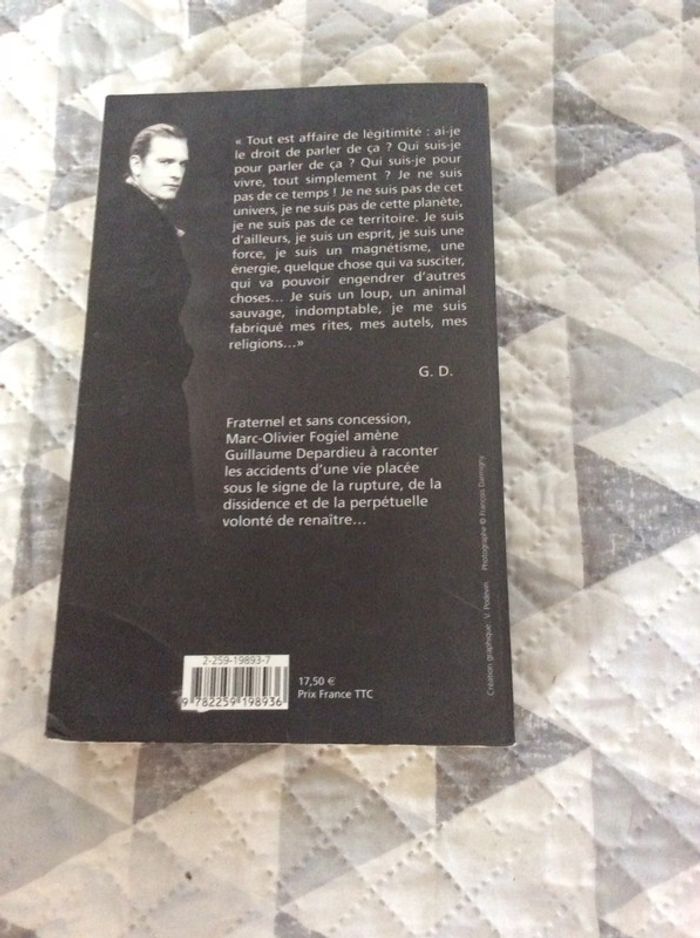 « Tout est affaire de légitimité : ai-je
le droit de parler de ça ? Qui suis-je
pour parler de ça ? Qui suis-je pour
vivre, tout simplement ? Je ne suis
pas de ce temps ! Je ne suis pas de cet
univers, je ne suis pas de cette planète,
je ne suis pas de ce territoire. Je suis
d'ailleurs, je suis un esprit, je suis une
force, je suis un magnétisme, une
énergie, quelque chose qui va susciter,
qui va pouvoir engendrer d'autres
choses... Je suis un loup, un animal
sauvage, indomptable, je me suis
fabriqué mes rites, mes autels, mes
religions...»
G. D.
Fraternel et sans concession,
Marc-Olivier Fogiel amène
Guillaume Depardieu à raconter
les accidents d'une vie placée
sous le signe de la rupture, de la
dissidence et de la perpétuelle
volonté de renaître...
2-259-19893-7
9 782259 198936
17,50 €
Prix France TTC
Création graphique : V. Podevin Photographe © François Darmigny